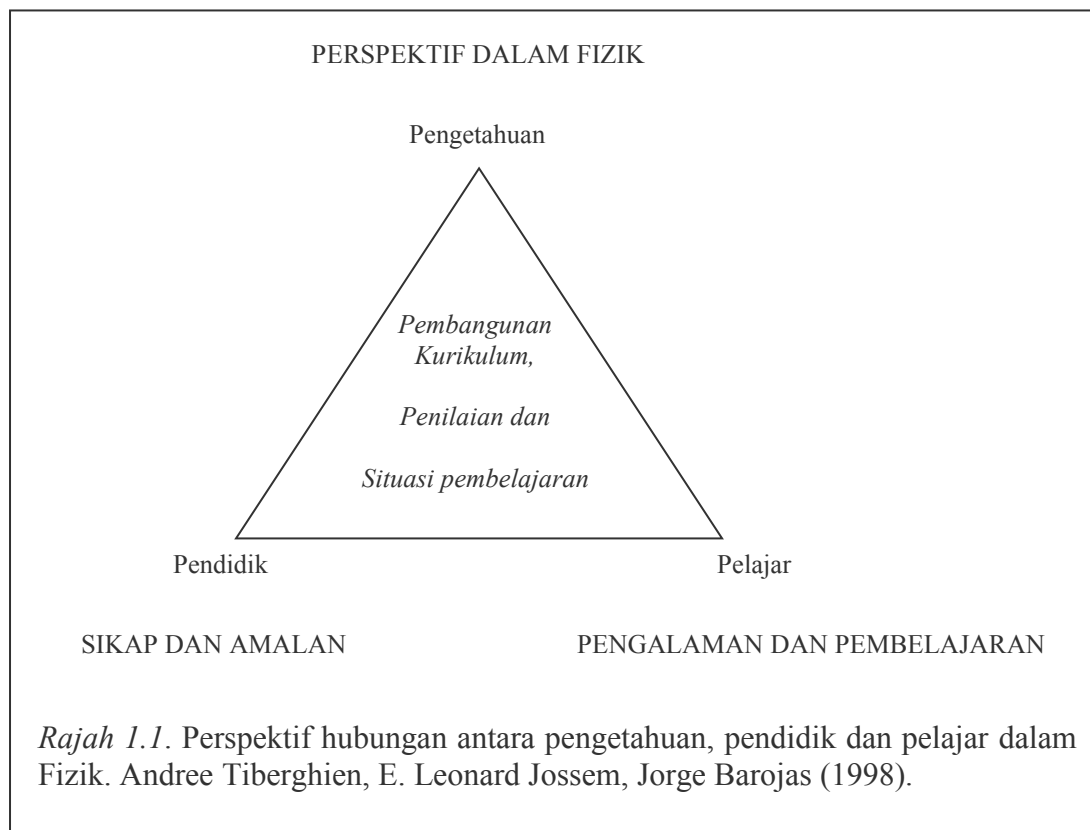 PERSPEKTIF DALAM FIZIK
Pengetahuan
Pembangunan
Kurikulum,
Penilaian dan
Situasi pembelajaran
Pendidik
Pelajar
SIKAP DAN AMALAN
PENGALAMAN DAN PEMBELAJARAN
Rajah 1.1. Perspektif hubungan antara pengetahuan, pendidik dan pelajar dalam
Fizik. Andree Tiberghien, E. Leonard Jossem, Jorge Barojas (1998).